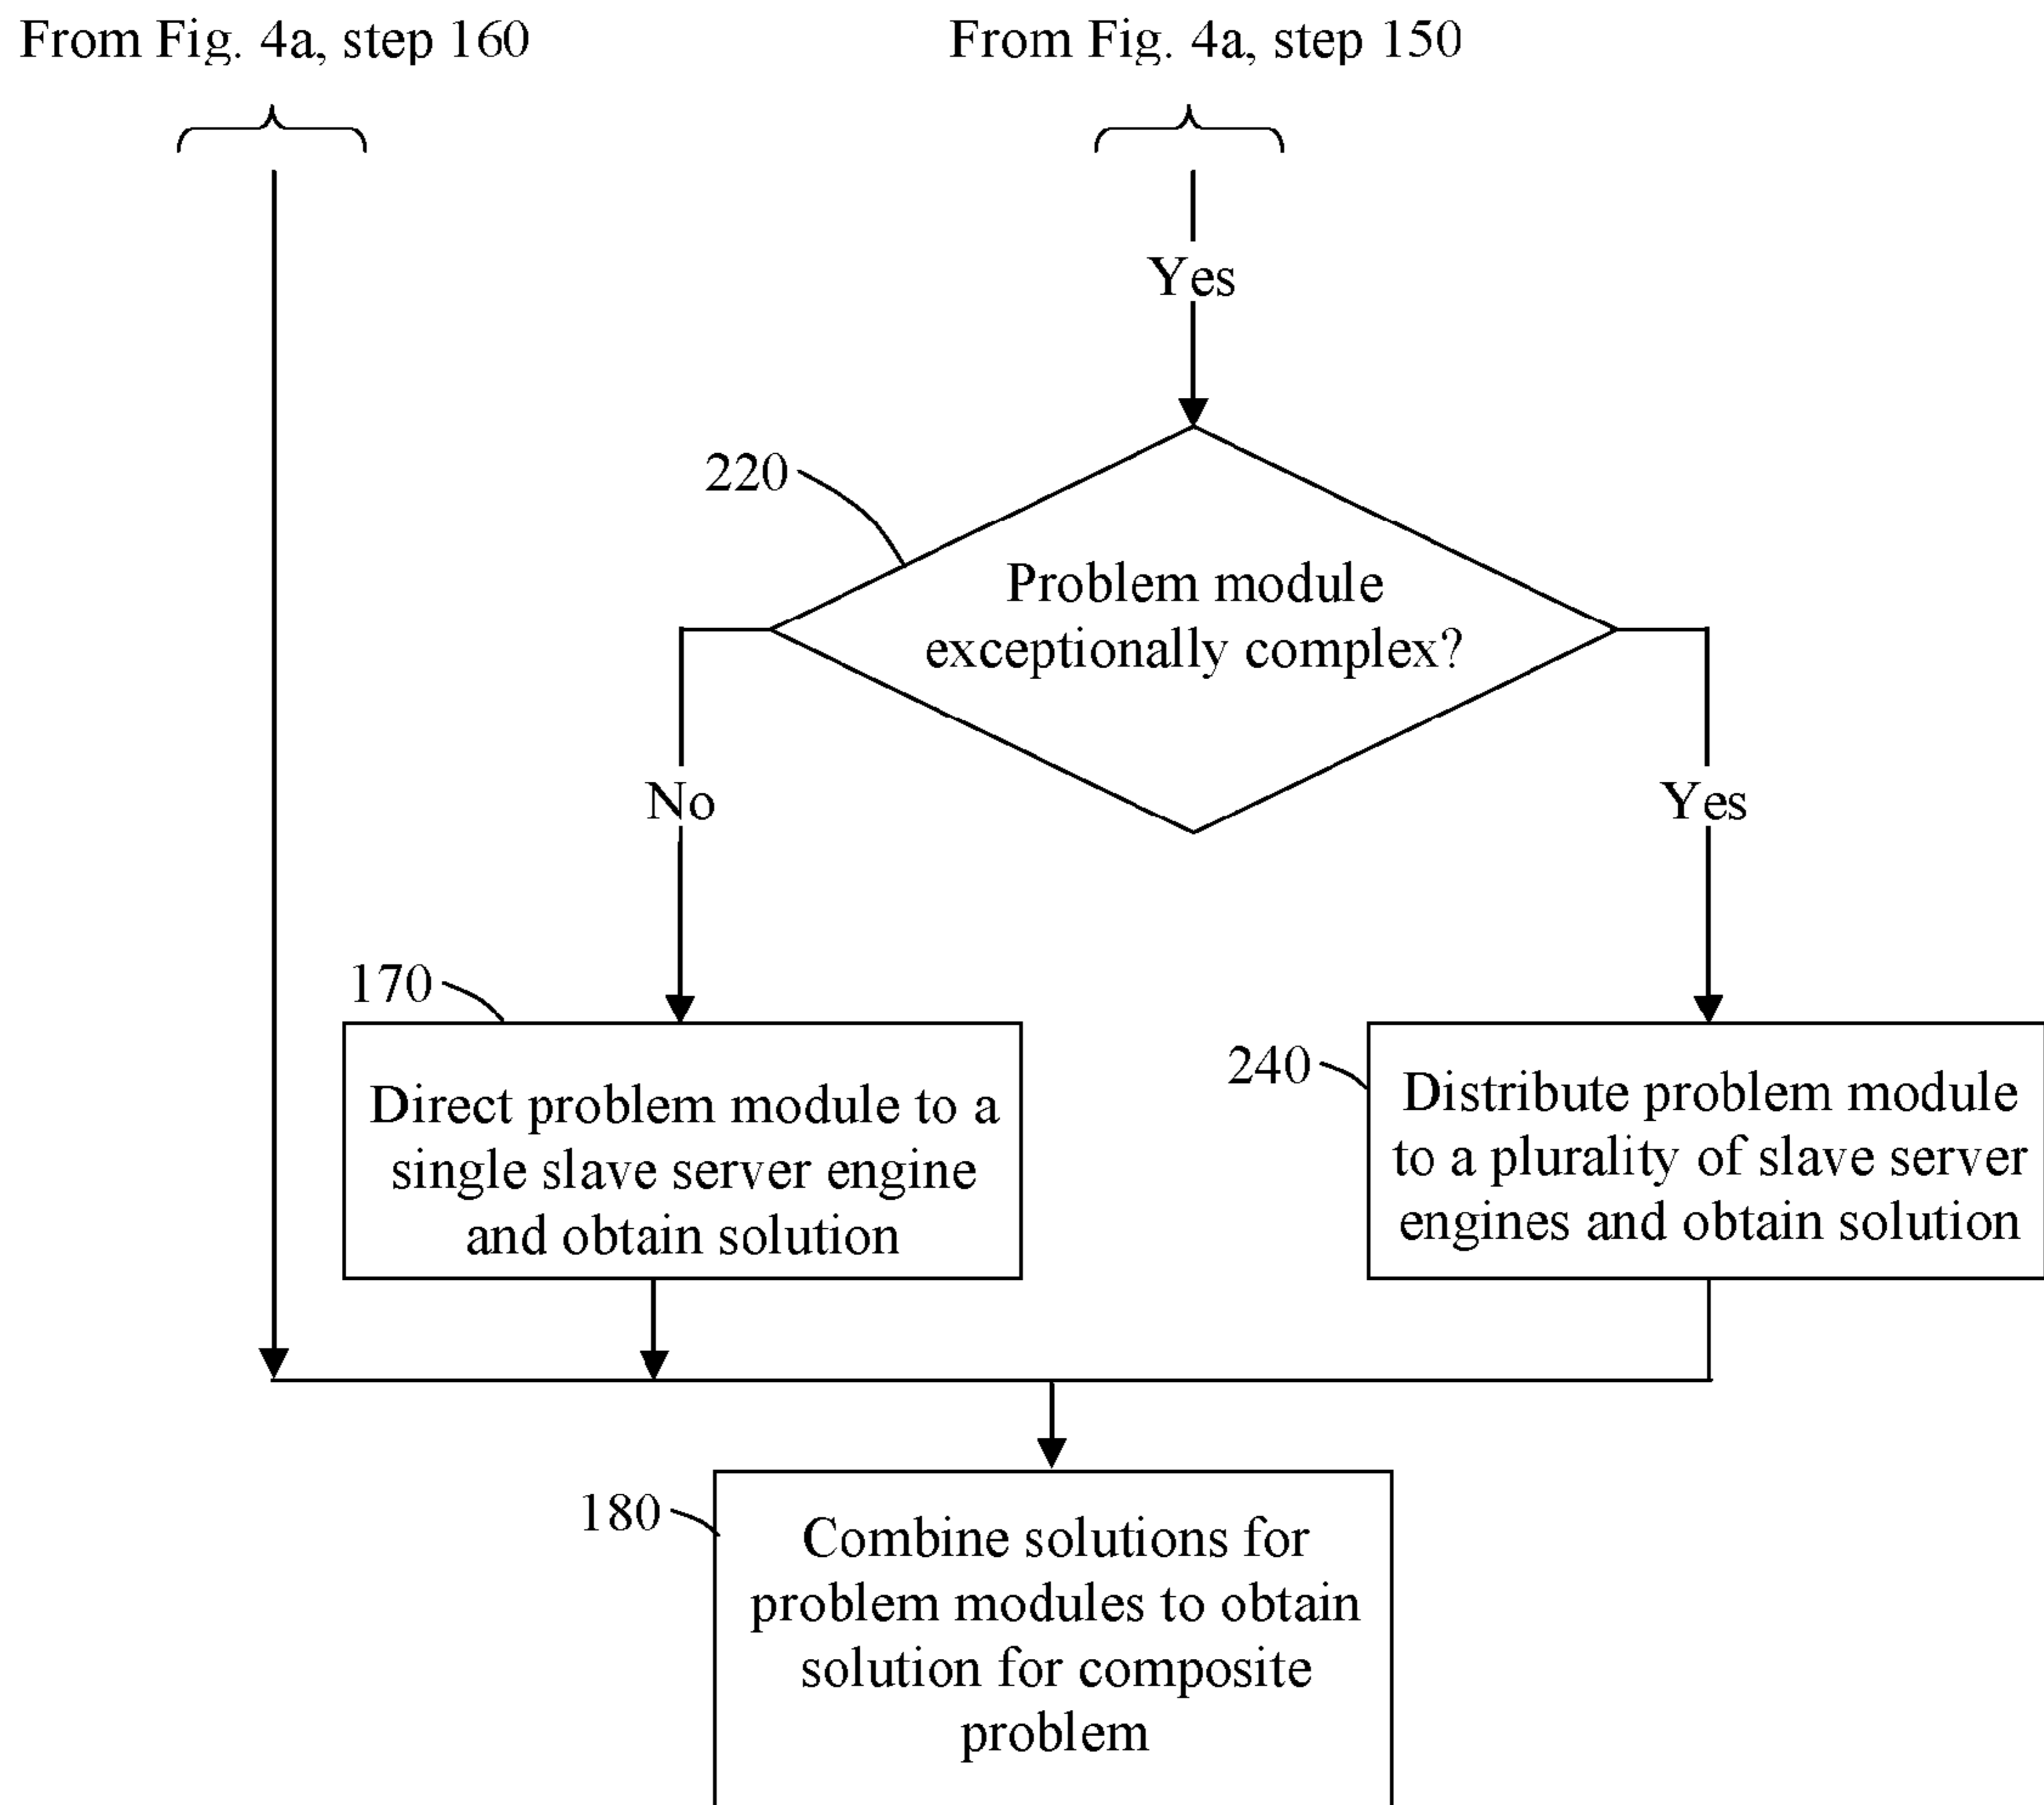 From Fig. 4a, step 160
From Fig. 4a, step 150
Yes
220
Problem module
exceptionally complex?
No
Yes
170
Direct problem module to a
single slave server engine
and obtain solution
240
Distribute problem module
to a plurality of slave server
engines and obtain solution
180
Combine solutions for
problem modules to obtain
solution for composite
problem